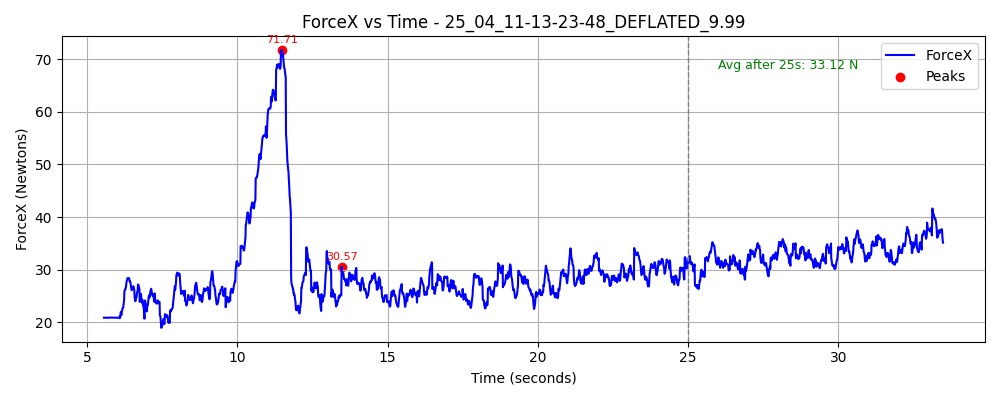 ForceX vs Time - 25_04_11-13-23-48_DEFLATED_9.99
71.71
Avg after 25s: 33.12 N
ForceX
Peaks
30.57
ForceX (Newtons)
70
60
50
40
30
20
5
10
15
20
25
30
Time (seconds)